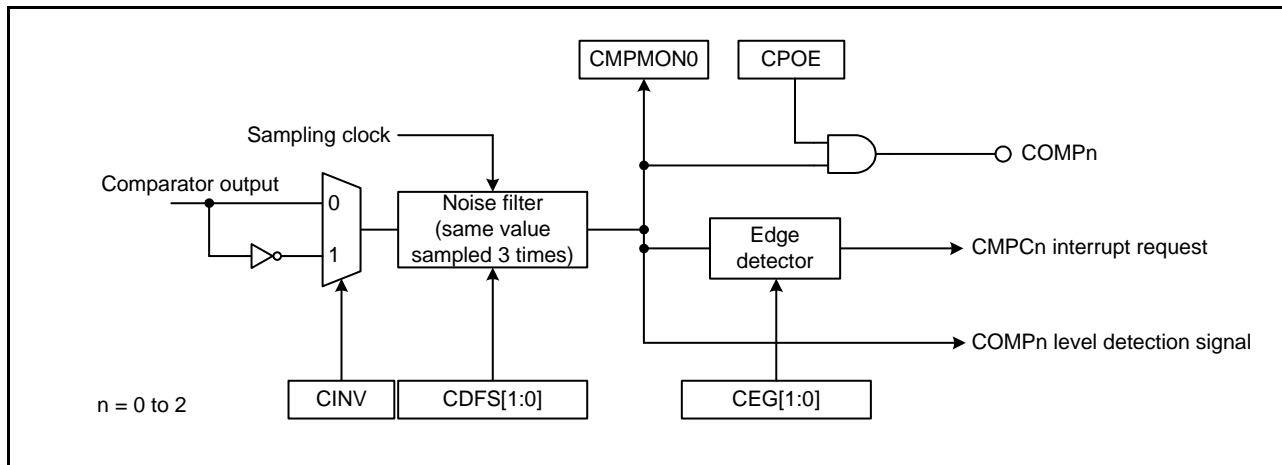 CMPMON0
CPOE
Sampling clock
COMPn
Comparator output
0
Noise filter
(same value
sampled 3 times)
1
Edge
detector
CMPCn interrupt request
COMPn level detection signal
n = 0 to 2
CINV
CDFS[1:0]
CEG[1:0]